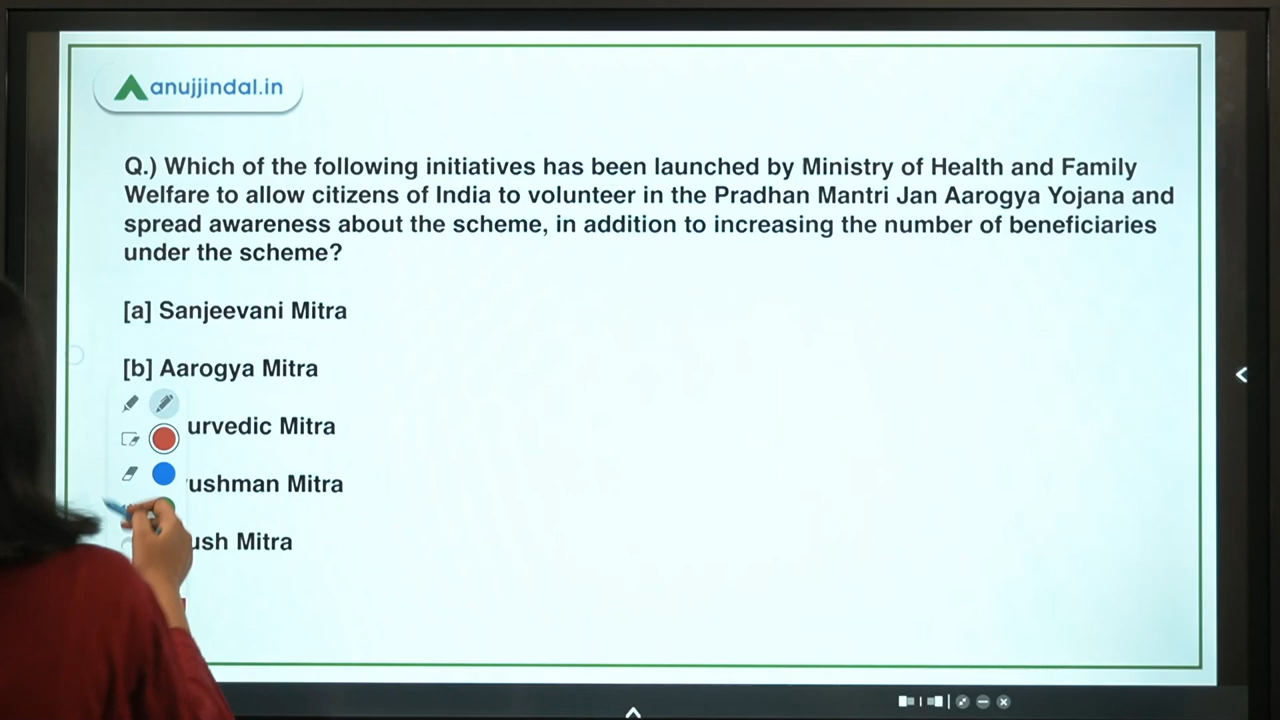 anujjindal.in
Q.) Which of the following initiatives has been launched by Ministry of Health and Family
Welfare to allow citizens of India to volunteer in the Pradhan Mantri Jan Aarogya Yojana and
spread awareness about the scheme, in addition to increasing the number of beneficiaries
under the scheme?
[a] Sanjeevani Mitra
[b] Aarogya Mitra
urvedic Mitra
ushman Mitra
ush Mitra